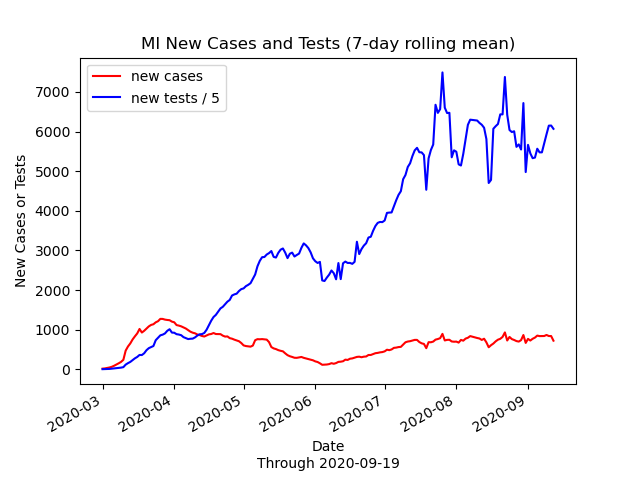 MI New Cases and Tests (7-day rolling mean)
new cases
new tests / 5
7000
6000
5000
4000
3000
2000
1000
0
New Cases or Tests
2020-03
2020-04
2020-05
2020-06
2020-07
2020-08
2020-09
Date
Through 2020-09-19